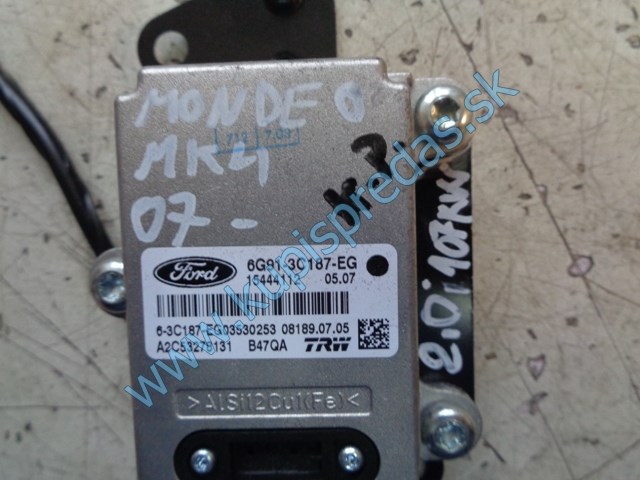 MONDEO
MK4
07-
2.0i 107KW
Ford
6G91-3C187-EG
15444112 05.07
6-3C187-EG03530253 08189.07.05
A2C53279131 B47QA TRW
>AlSi12Cu1(Fe)<
www.kupispredas.sk